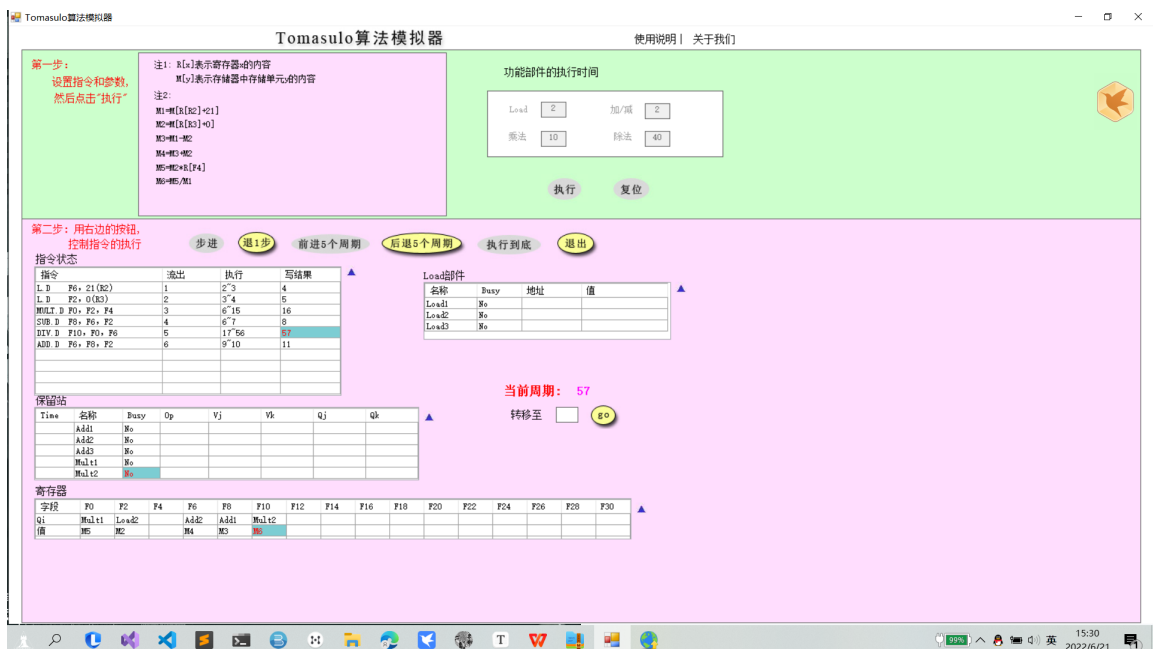 Tomasulo算法模拟器
Tomasulo算法模拟器
使用说明| 关于我们
第一步:
设置指令和参数,
然后点击"执行"
注1: R[x]表示寄存器x的内容
M[y]表示存储器中存储单元y的内容
注2:
M1=M[R[R2]+21]
M2=M[R[R3]+0]
M3=M1-M2
M4=M3+M2
M5=M2*R[F4]
M6=M5/M1
功能部件的执行时间
Load 2 加/减 2
乘法 10 除法 40
执行 复位
第二步: 用右边的按钮,
控制指令的执行
步进 退1步 前进5个周期 后退5个周期 执行到底 退出
指令状态
指令 流出 执行 写结果
L.D F6, 21(R2) 1 2~3 4
L.D F2, 0(R3) 2 3~4 5
MULT.D F0, F2, F4 3 6~15 16
SUB.D F8, F6, F2 4 6~7 8
DIV.D F10, F0, F6 5 17~56 57
ADD.D F6, F8, F2 6 9~10 11
Load部件
名称 Busy 地址 值
Load1 No
Load2 No
Load3 No
当前周期: 57
转移至 go
保留站
Time 名称 Busy Op Vj Vk Qj Qk
Add1 No
Add2 No
Add3 No
Mult1 No
Mult2 No
寄存器
字段 F0 F2 F4 F6 F8 F10 F12 F14 F16 F18 F20 F22 F24 F26 F28 F30
Qi Mult1 Load2 Add2 Add1 Mult2
值 M5 M2 M4 M3 M6
99% 英 15:30
2022/6/21